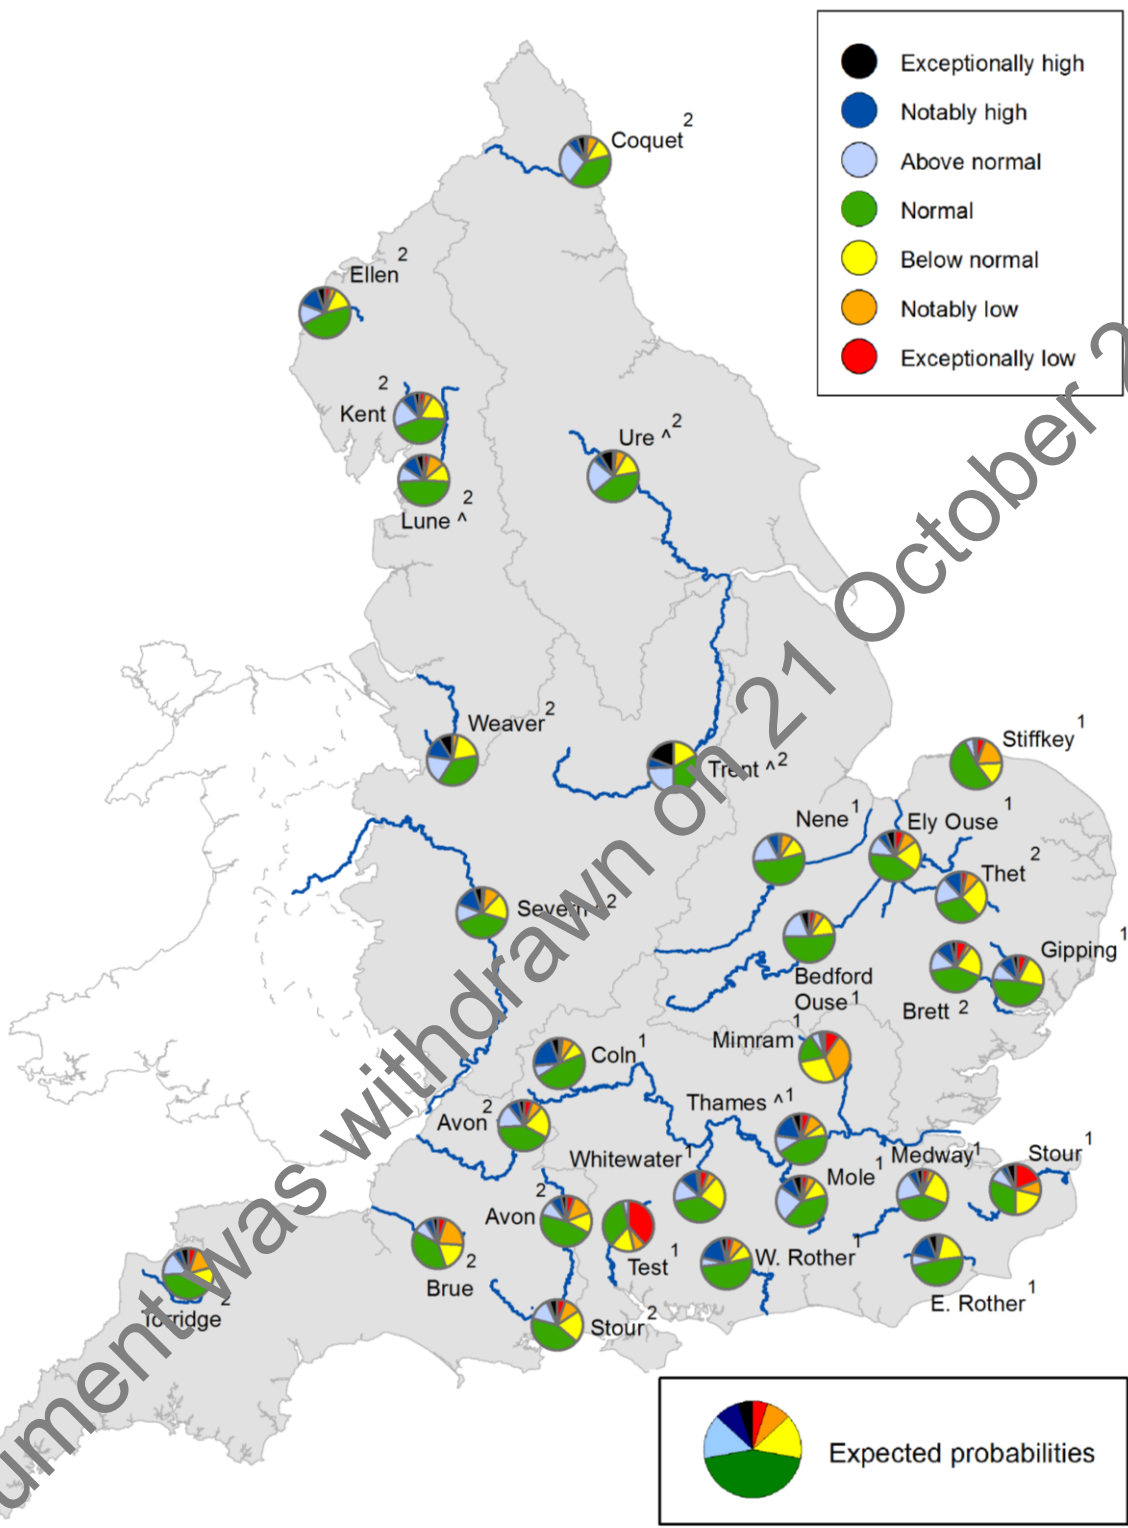 Exceptionally high
Notably high
Above normal
Normal
Below normal
Notably low
Exceptionally low
Coquet 2
Ellen 2
2
Kent
Ure ^ 2
2
Lune ^
Weaver 2
Trent ^ 2
Stiffkey 1
Nene 1
Ely Ouse 1
Thet 2
Severn ^ 2
Bedford
Ouse 1
Gipping 1
Brett 2
Mimram 1
Coln 1
Thames ^ 1
Avon 2
Whitewater 1
Mole 1
Medway 1
Stour 1
Avon 2
Brue 2
Test 1
W. Rother 1
E. Rother 1
Stour 2
Torridge 2
Expected probabilities
ument was withdrawn on 21 October 2